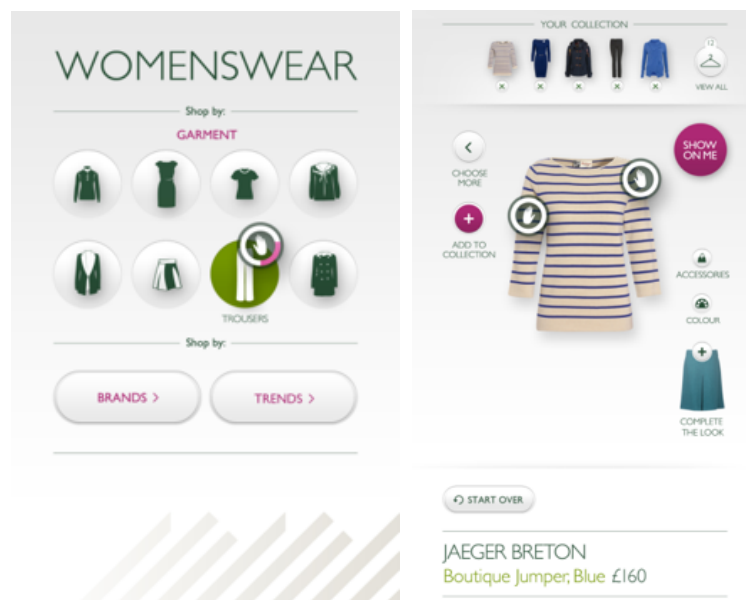 WOMENSWEAR
Shop by:
GARMENT
TROUSERS
Shop by:
BRANDS >
TRENDS >
YOUR COLLECTION
12
VIEW ALL
CHOOSE
MORE
SHOW
ON ME
ADD TO
COLLECTION
ACCESSORIES
COLOUR
COMPLETE
THE LOOK
START OVER
JAEGER BRETON
Boutique Jumper, Blue £160